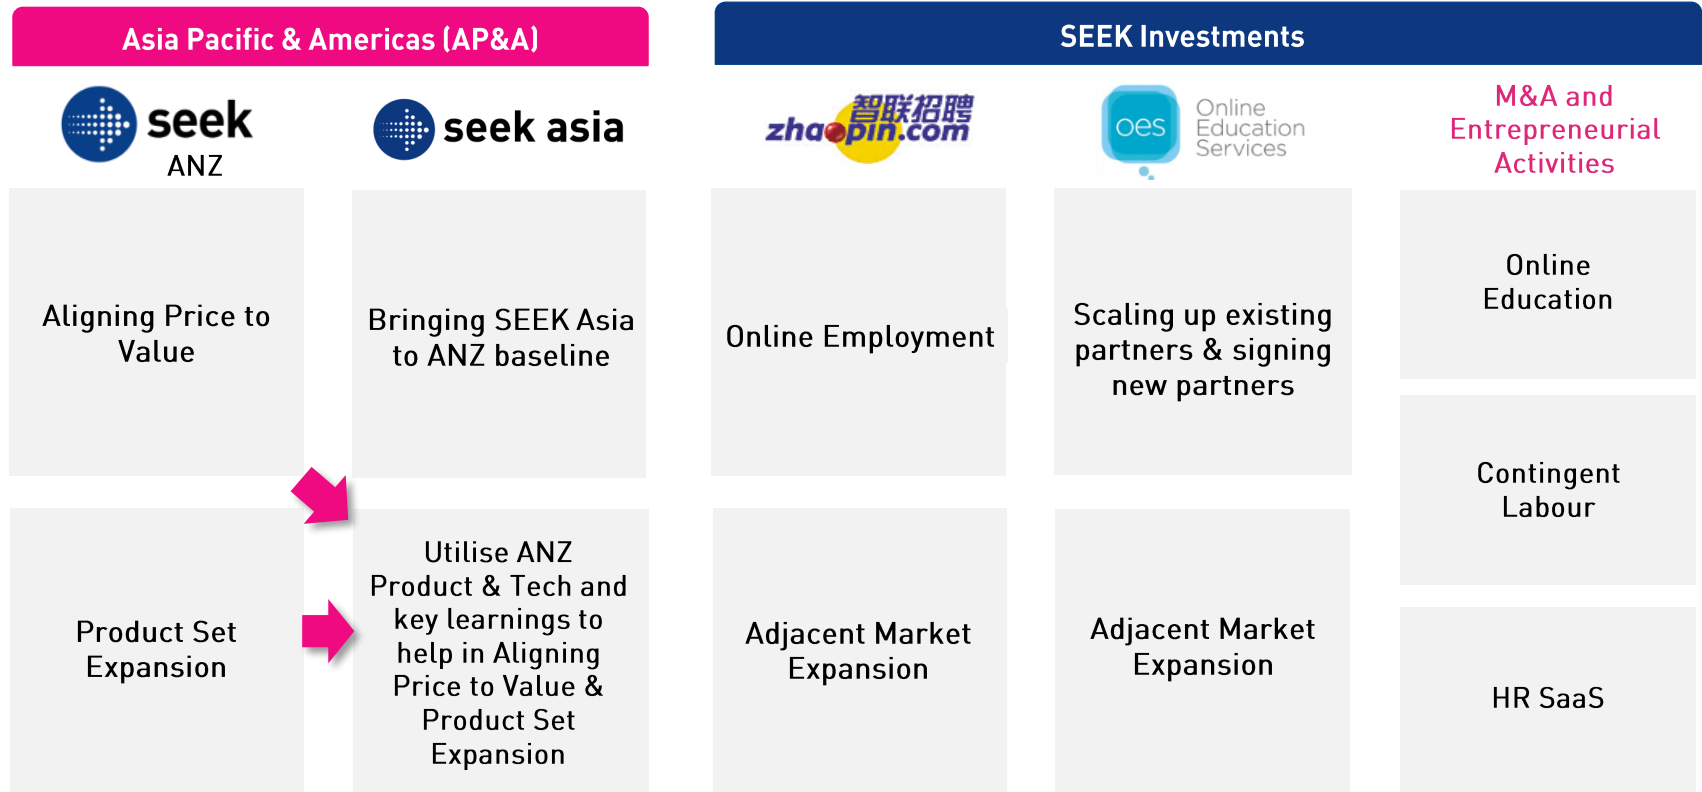 Asia Pacific & Americas (AP&A)
SEEK Investments
seek
ANZ
seek asia
智联招聘
zhaopin.com
oes
Online
Education
Services
M&A and
Entrepreneurial
Activities
Aligning Price to
Value
Bringing SEEK Asia
to ANZ baseline
Online Employment
Scaling up existing
partners & signing
new partners
Online
Education
Contingent
Labour
Product Set
Expansion
Utilise ANZ
Product & Tech and
key learnings to
help in Aligning
Price to Value &
Product Set
Expansion
Adjacent Market
Expansion
Adjacent Market
Expansion
HR SaaS